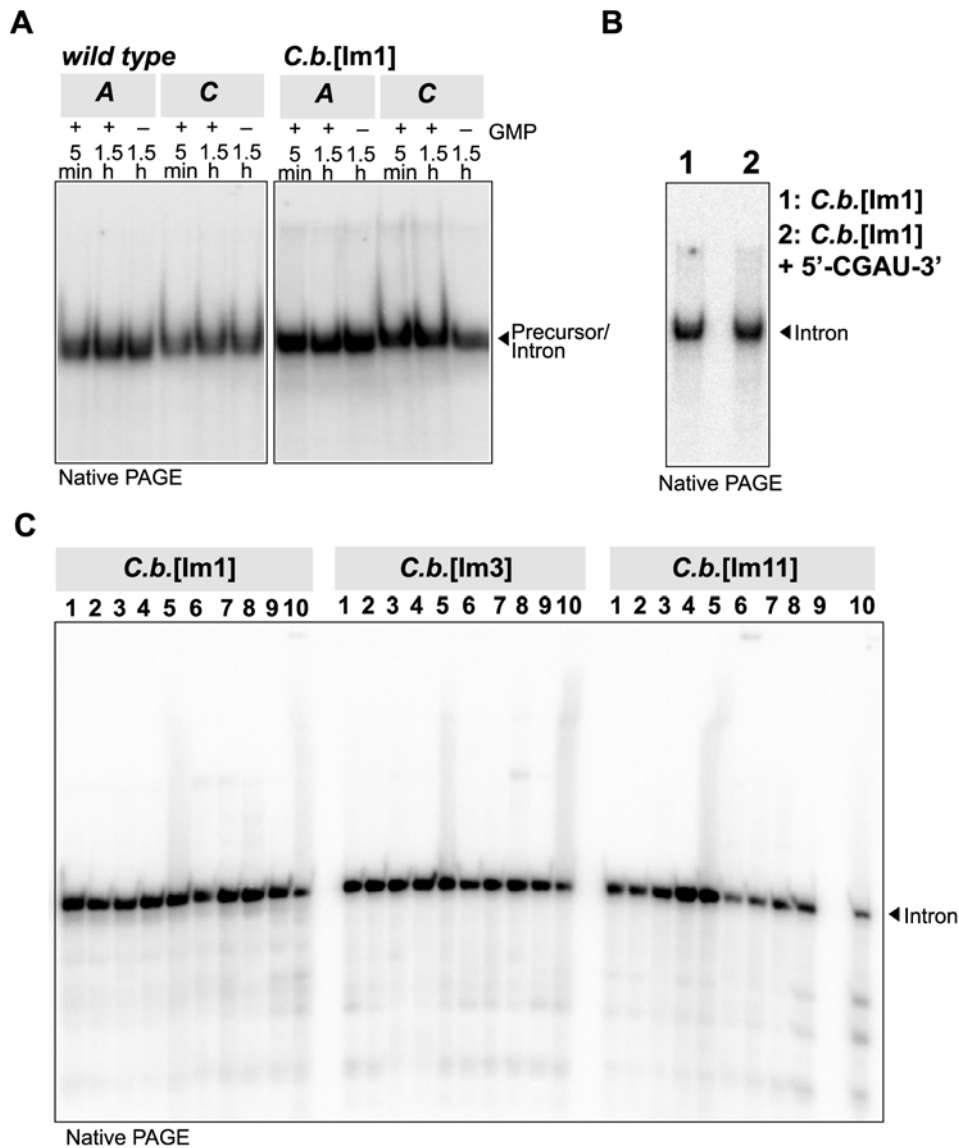 A
wild type C.b.[Im1]
A C A C
+ + – + + – + + – + + – GMP
5 1.5 1.5 5 1.5 1.5 5 1.5 1.5 5 1.5 1.5
min h h min h h min h h min h h
Precursor/
Intron
Native PAGE
B
1 2
1: C.b.[Im1]
2: C.b.[Im1]
+ 5’-CGAU-3’
Intron
Native PAGE
C
C.b.[Im1] C.b.[Im3] C.b.[Im11]
1 2 3 4 5 6 7 8 9 10 1 2 3 4 5 6 7 8 9 10 1 2 3 4 5 6 7 8 9 10
Intron
Native PAGE